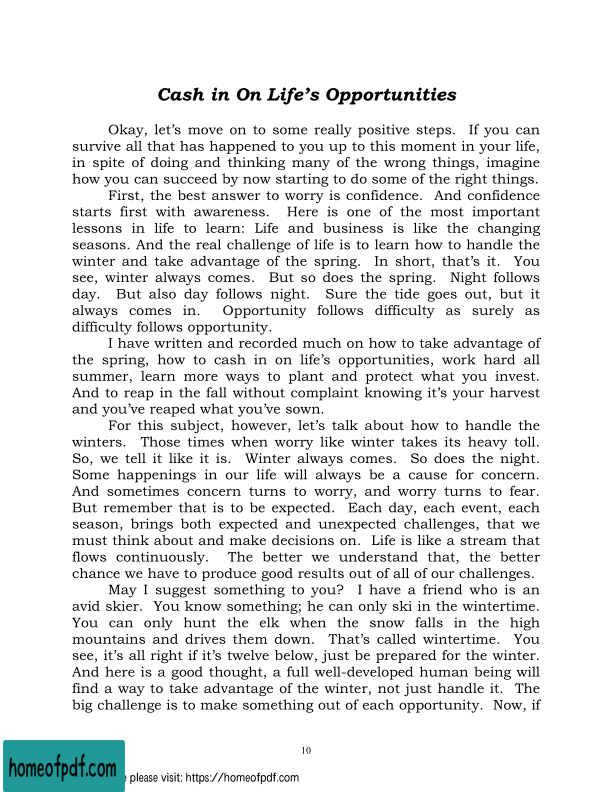 Cash in On Life's Opportunities
Okay, let's move on to some really positive steps.  If you can
survive all that has happened to you up to this moment in your life,
in spite of doing and thinking many of the wrong things, imagine
how you can succeed by now starting to do some of the right things.
First, the best answer to worry is confidence.  And confidence
starts first with awareness.  Here is one of the most important
lessons in life to learn: Life and business is like the changing
seasons. And the real challenge of life is to learn how to handle the
winter and take advantage of the spring.  In short, that's it.  You
see, winter always comes.  But so does the spring.  Night follows
day.  But also day follows night.  Sure the tide goes out, but it
always comes in.  Opportunity follows difficulty as surely as
difficulty follows opportunity.
I have written and recorded much on how to take advantage of
the spring, how to cash in on life's opportunities, work hard all
summer, learn more ways to plant and protect what you invest.
And to reap in the fall without complaint knowing it's your harvest
and you've reaped what you've sown.
For this subject, however, let's talk about how to handle the
winters.  Those times when worry like winter takes its heavy toll.
So, we tell it like it is.  Winter always comes.  So does the night.
Some happenings in our life will always be a cause for concern.
And sometimes concern turns to worry, and worry turns to fear.
But remember that is to be expected.  Each day, each event, each
season, brings both expected and unexpected challenges, that we
must think about and make decisions on.  Life is like a stream that
flows continuously.  The better we understand that, the better
chance we have to produce good results out of all of our challenges.
May I suggest something to you?  I have a friend who is an
avid skier.  You know something; he can only ski in the wintertime.
You can only hunt the elk when the snow falls in the high
mountains and drives them down.  That's called wintertime.  You
see, it's all right if it's twelve below, just be prepared for the winter.
And here is a good thought, a full well-developed human being will
find a way to take advantage of the winter, not just handle it.  The
big challenge is to make something out of each opportunity.  Now, if
10
homeofpdf.com
please visit: https://homeofpdf.com